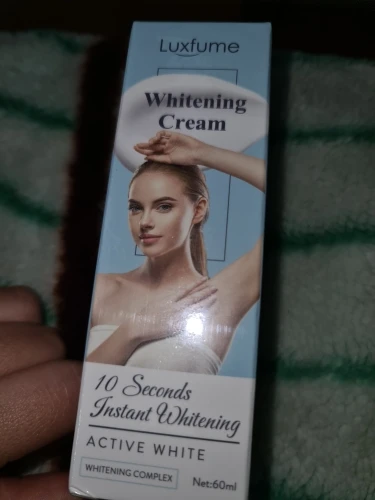 Luxfume
Whitening
Cream
10 Seconds
Instant Whitening
ACTIVE WHITE
WHITENING COMPLEX
Net:60ml